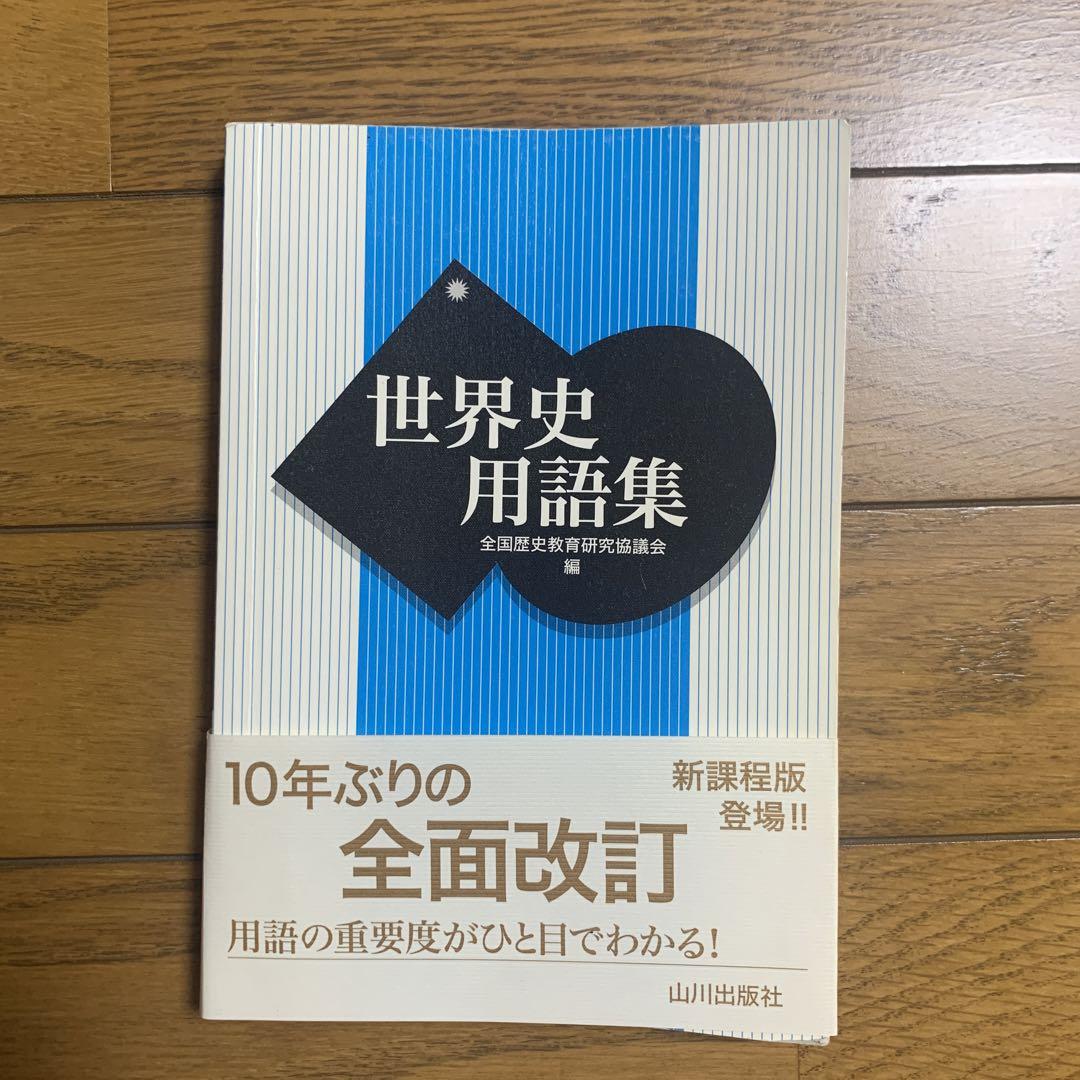 世界史
用語集
全国歴史教育研究協議会
編
10年ぶりの
全面改訂
新課程版
登場!!
用語の重要度がひと目でわかる!
山川出版社